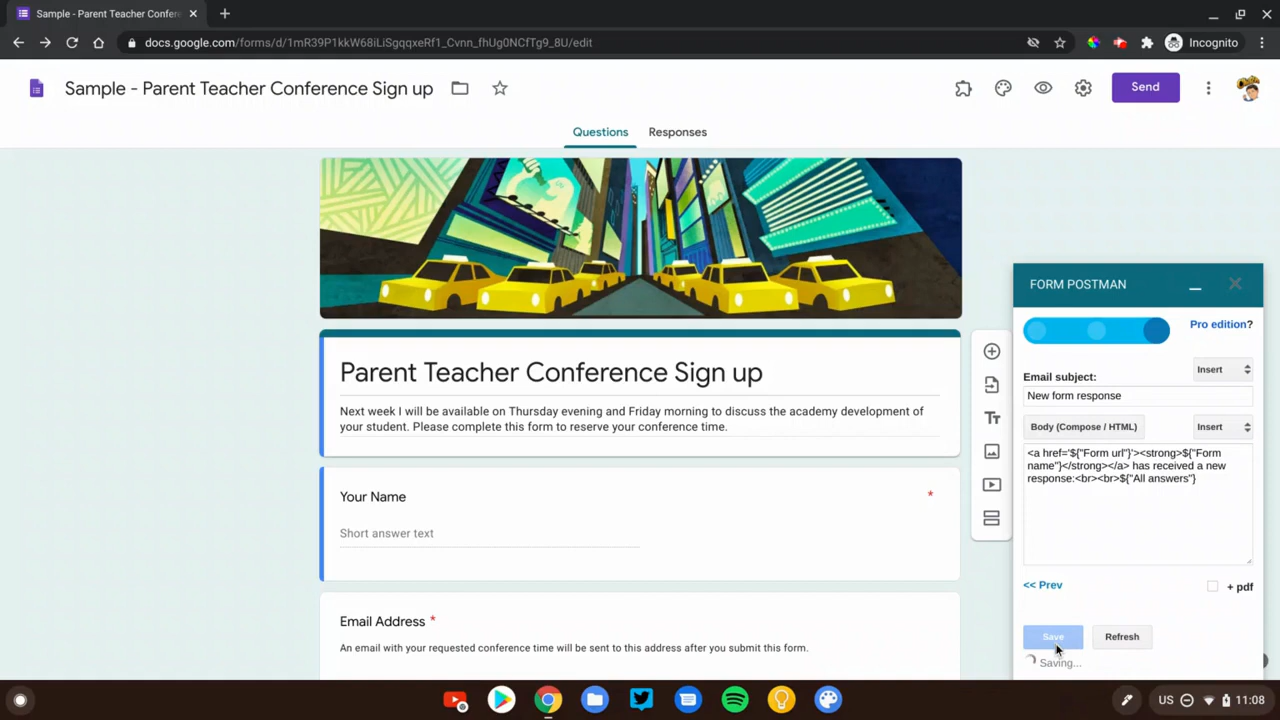 Sample - Parent Teacher Confere
docs.google.com/forms/d/1mR39P1kkW68iLiSgqqxeRf1_Cvnn_fhUg0NCfTg9_8U/edit
Incognito
Sample - Parent Teacher Conference Sign up
Send
Questions
Responses
FORM POSTMAN
Pro edition?
Insert
Email subject:
New form response
Body (Compose / HTML)
Insert
<a href='${"Form url"}'><strong>${"Form
name"}</strong></a> has received a new
response:<br><br>${"All answers"}
<< Prev
+ pdf
Save
Refresh
Saving...
Parent Teacher Conference Sign up
Next week I will be available on Thursday evening and Friday morning to discuss the academy development of
your student. Please complete this form to reserve your conference time.
Your Name
*
Short answer text
Email Address *
An email with your requested conference time will be sent to this address after you submit this form.
US
11:08